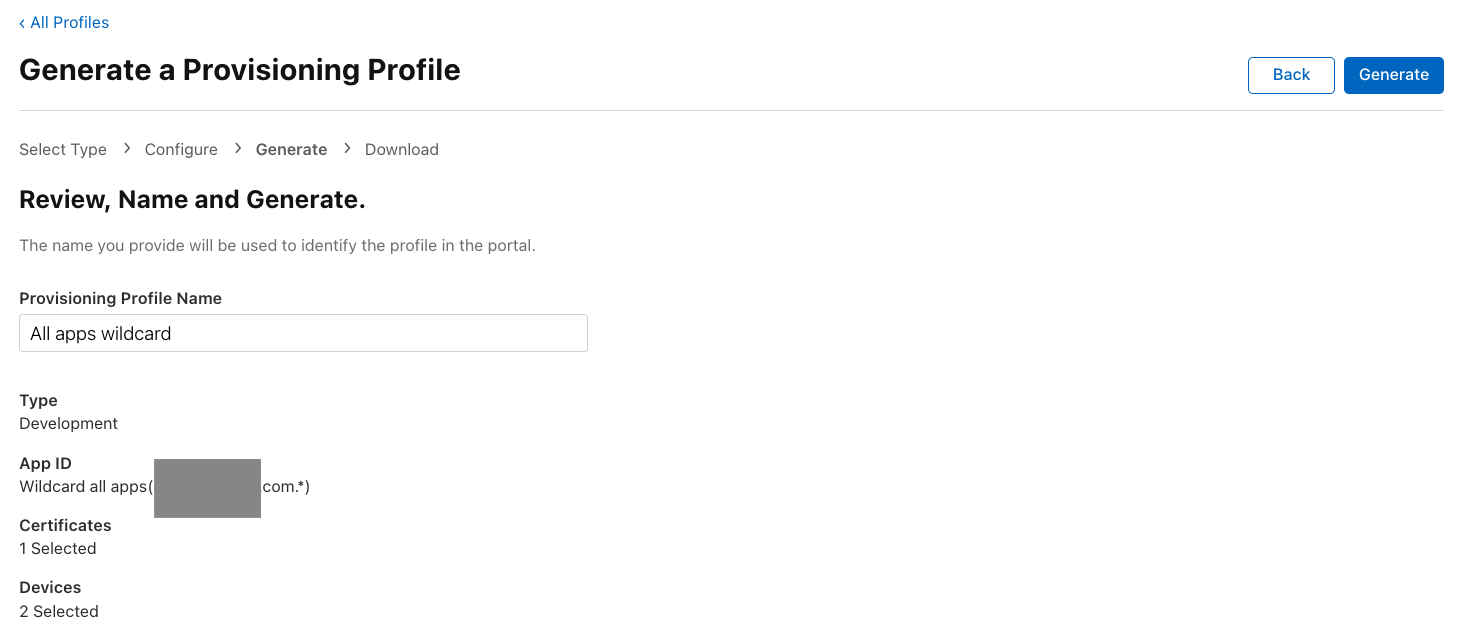 ‹ All Profiles
Generate a Provisioning Profile
Back
Generate
Select Type > Configure > Generate > Download
Review, Name and Generate.
The name you provide will be used to identify the profile in the portal.
Provisioning Profile Name
All apps wildcard
Type
Development
App ID
Wildcard all apps( .com.*)
Certificates
1 Selected
Devices
2 Selected